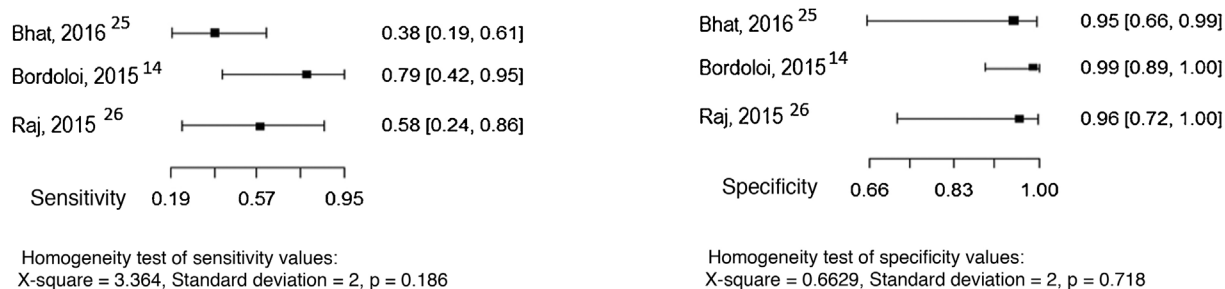 Bhat, 2016 25 0.38 [0.19, 0.61]
Bordoloi, 2015 14 0.79 [0.42, 0.95]
Raj, 2015 26 0.58 [0.24, 0.86]
Sensitivity 0.19 0.57 0.95
Homogeneity test of sensitivity values:
X-square = 3.364, Standard deviation = 2, p = 0.186
Bhat, 2016 25 0.95 [0.66, 0.99]
Bordoloi, 2015 14 0.99 [0.89, 1.00]
Raj, 2015 26 0.96 [0.72, 1.00]
Specificity 0.66 0.83 1.00
Homogeneity test of specificity values:
X-square = 0.6629, Standard deviation = 2, p = 0.718